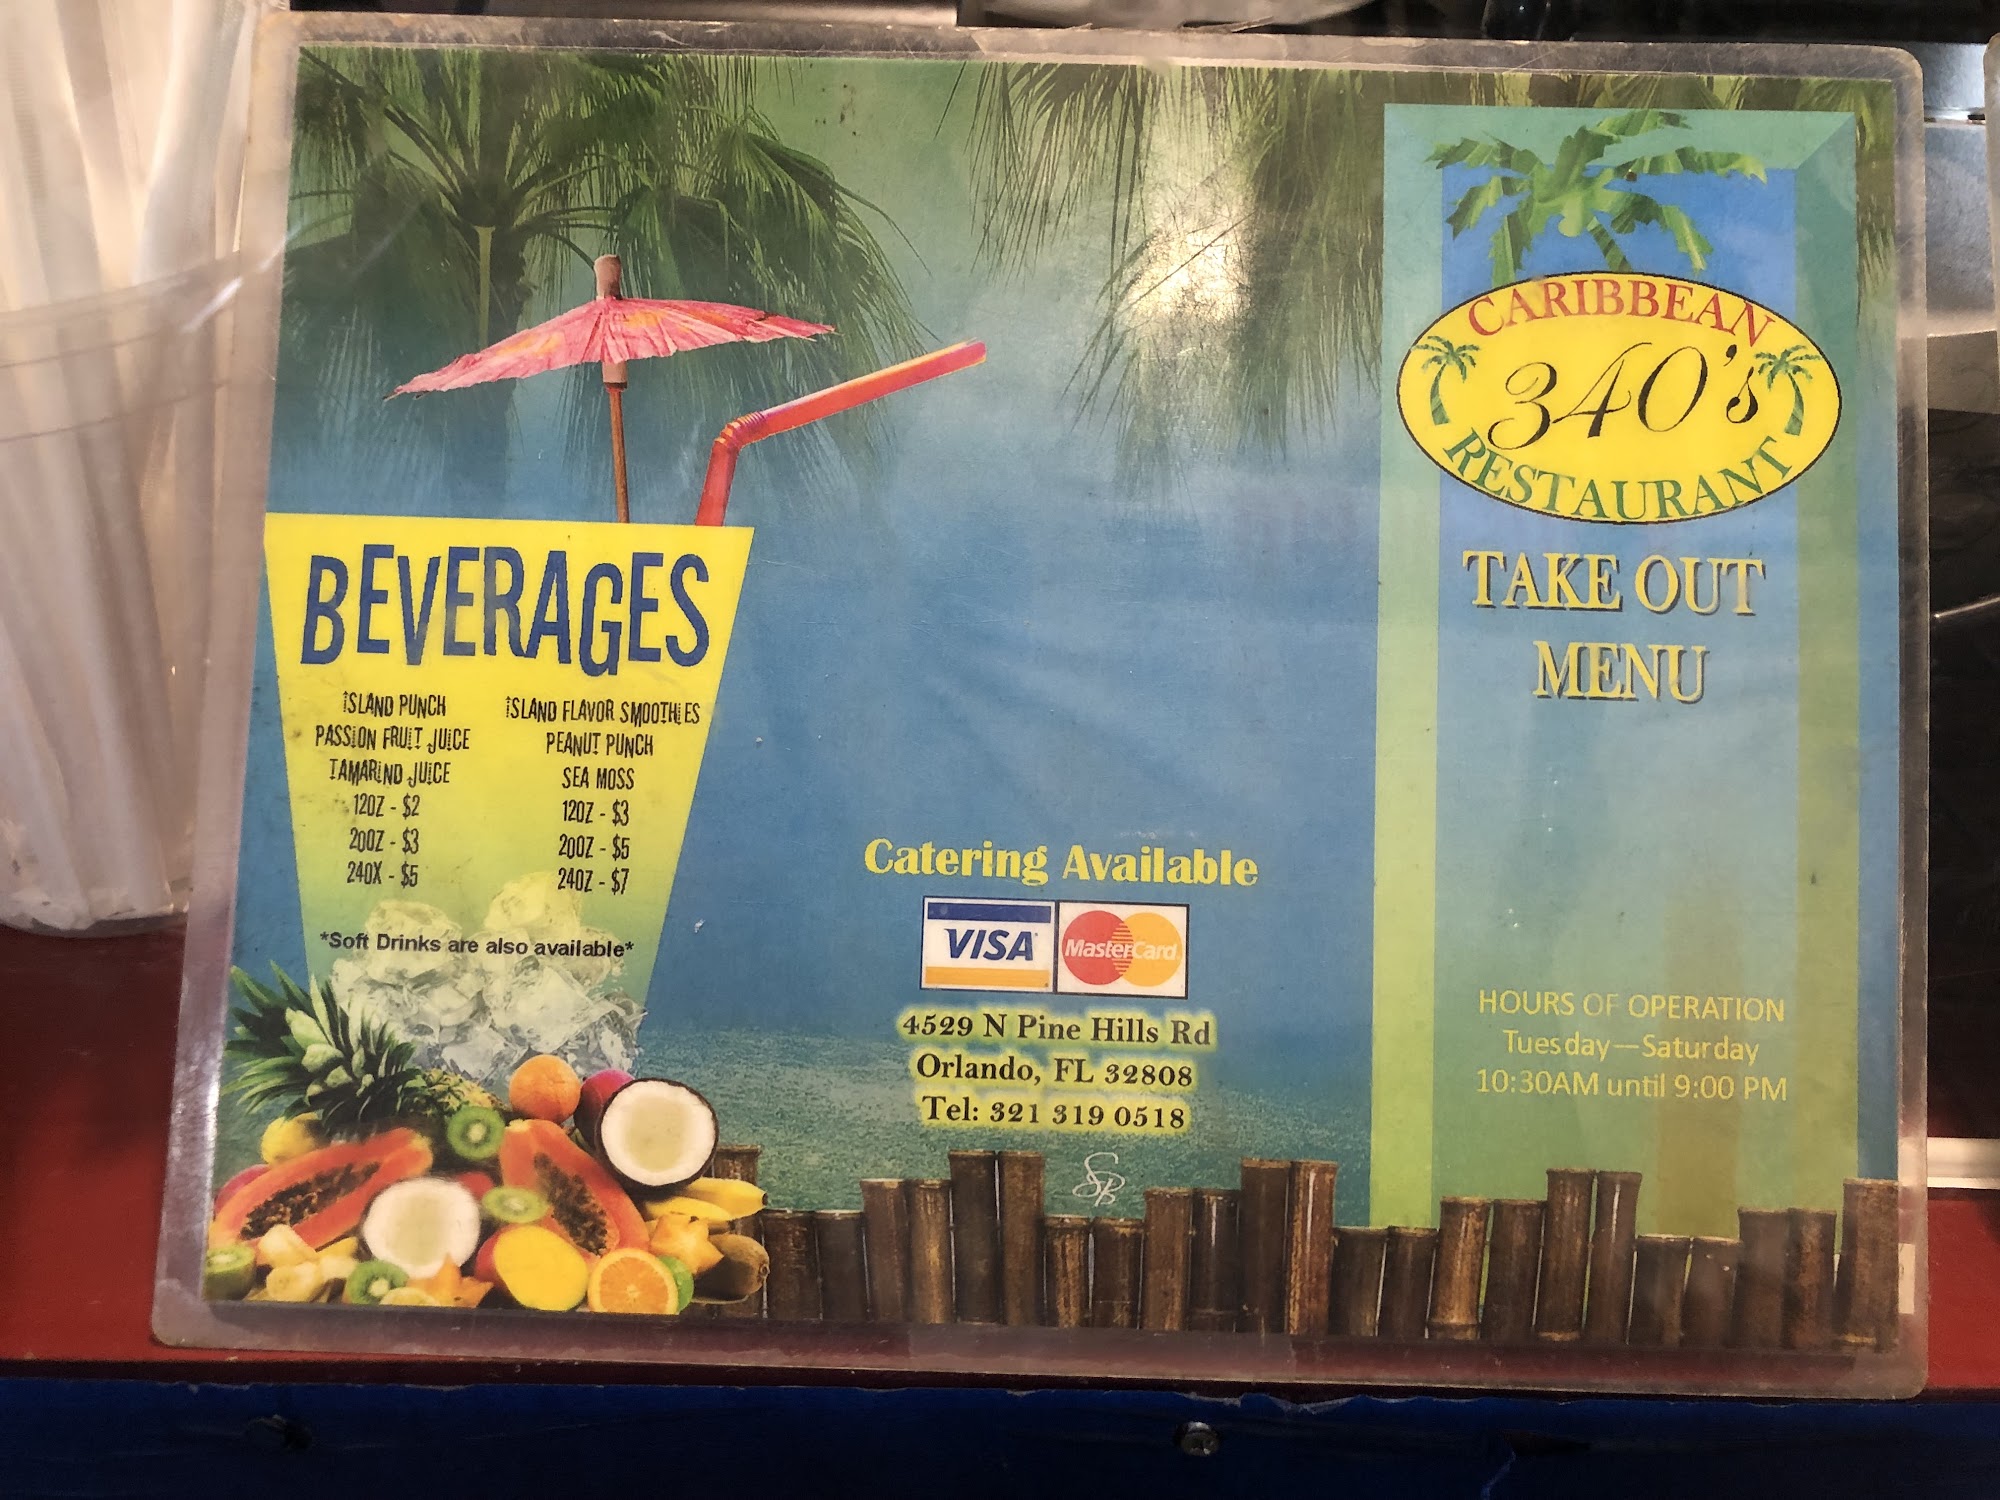 BEVERAGES
ISLAND PUNCH
PASSION FRUIT JUICE
TAMARIND JUICE
12OZ - $2
20OZ - $3
24OX - $5
ISLAND FLAVOR SMOOTHIES
PEANUT PUNCH
SEA MOSS
12OZ - $3
20OZ - $5
24OZ - $7
*Soft Drinks are also available*
Catering Available
VISA
MasterCard
4529 N Pine Hills Rd
Orlando, FL 32808
Tel: 321 319 0518
SB
CARIBBEAN
340's
RESTAURANT
TAKE OUT
MENU
HOURS OF OPERATION
Tuesday—Saturday
10:30AM until 9:00 PM